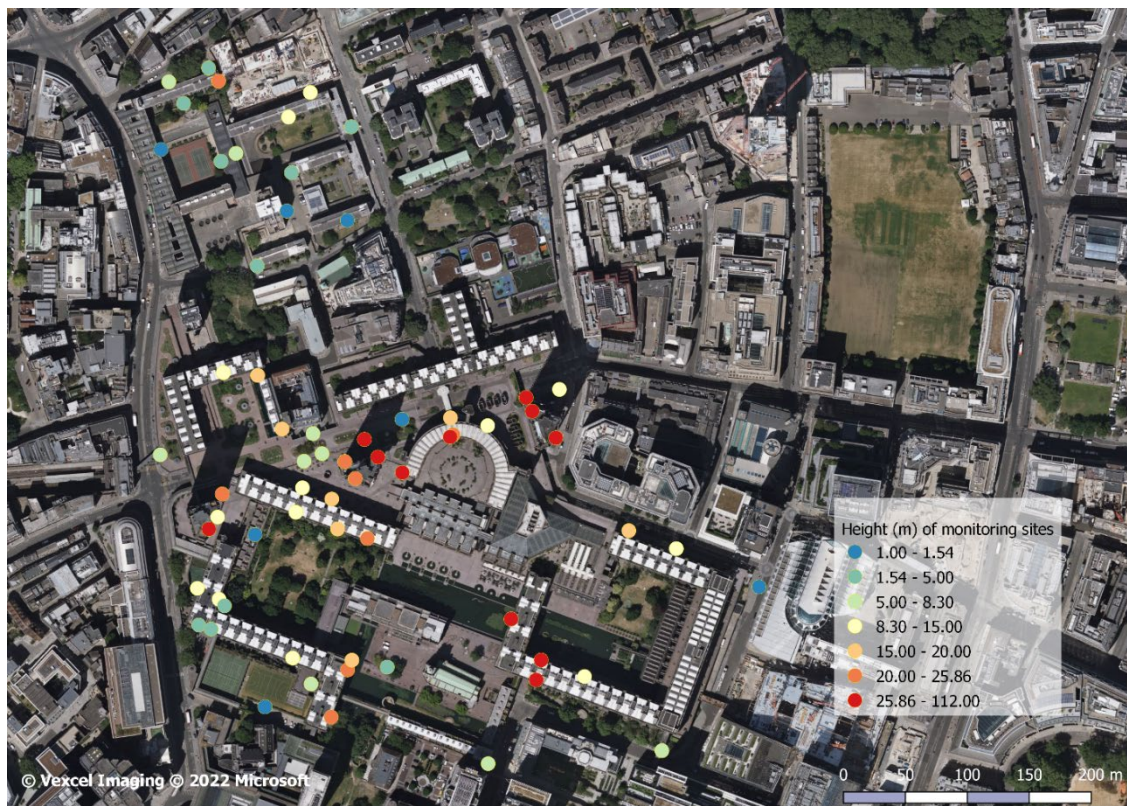 Height (m) of monitoring sites
1.00 - 1.54
1.54 - 5.00
5.00 - 8.30
8.30 - 15.00
15.00 - 20.00
20.00 - 25.86
25.86 - 112.00
© Vexcel Imaging © 2022 Microsoft
0 50 100 150 200 m